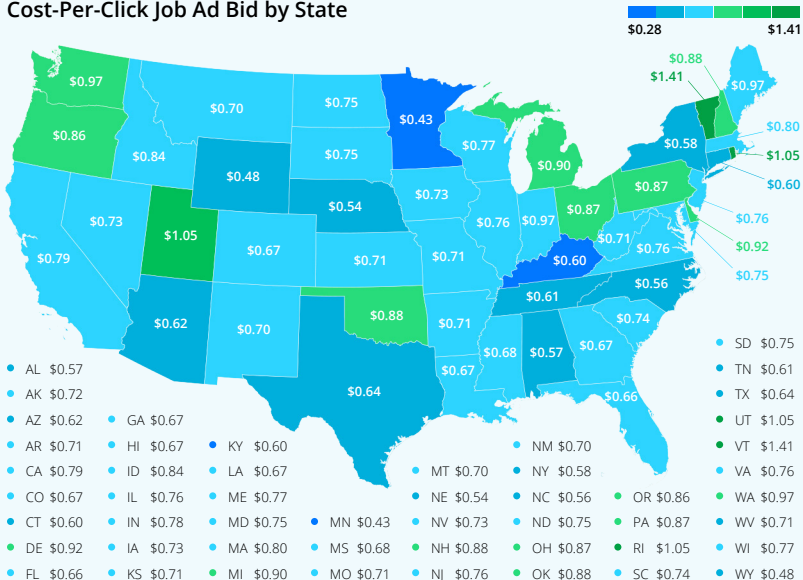 Cost-Per-Click Job Ad Bid by State
$0.28 $1.41
$0.88
$1.41
$0.97
$0.97
$0.70
$0.75
$0.43
$0.86
$0.84
$0.75
$0.77
$0.58
$0.80
$1.05
$0.60
$0.90
$0.48
$0.54
$0.73
$0.76
$0.97
$0.87
$0.87
$0.76
$0.92
$0.75
$0.73
$1.05
$0.79
$0.67
$0.71
$0.71
$0.60
$0.71
$0.76
$0.62
$0.70
$0.88
$0.71
$0.61
$0.56
$0.74
$0.68
$0.57
$0.67
$0.67
$0.64
$0.66
AL $0.57
AK $0.72
AZ $0.62
AR $0.71
CA $0.79
CO $0.67
CT $0.60
DE $0.92
FL $0.66
GA $0.67
HI $0.67
ID $0.84
IL $0.76
IN $0.78
IA $0.73
KS $0.71
KY $0.60
LA $0.67
ME $0.77
MD $0.75
MA $0.80
MI $0.90
MN $0.43
MS $0.68
MO $0.71
MT $0.70
NE $0.54
NV $0.73
NH $0.88
NJ $0.76
NM $0.70
NY $0.58
NC $0.56
ND $0.75
OH $0.87
OK $0.88
OR $0.86
PA $0.87
RI $1.05
SC $0.74
SD $0.75
TN $0.61
TX $0.64
UT $1.05
VT $1.41
VA $0.76
WA $0.97
WV $0.71
WI $0.77
WY $0.48